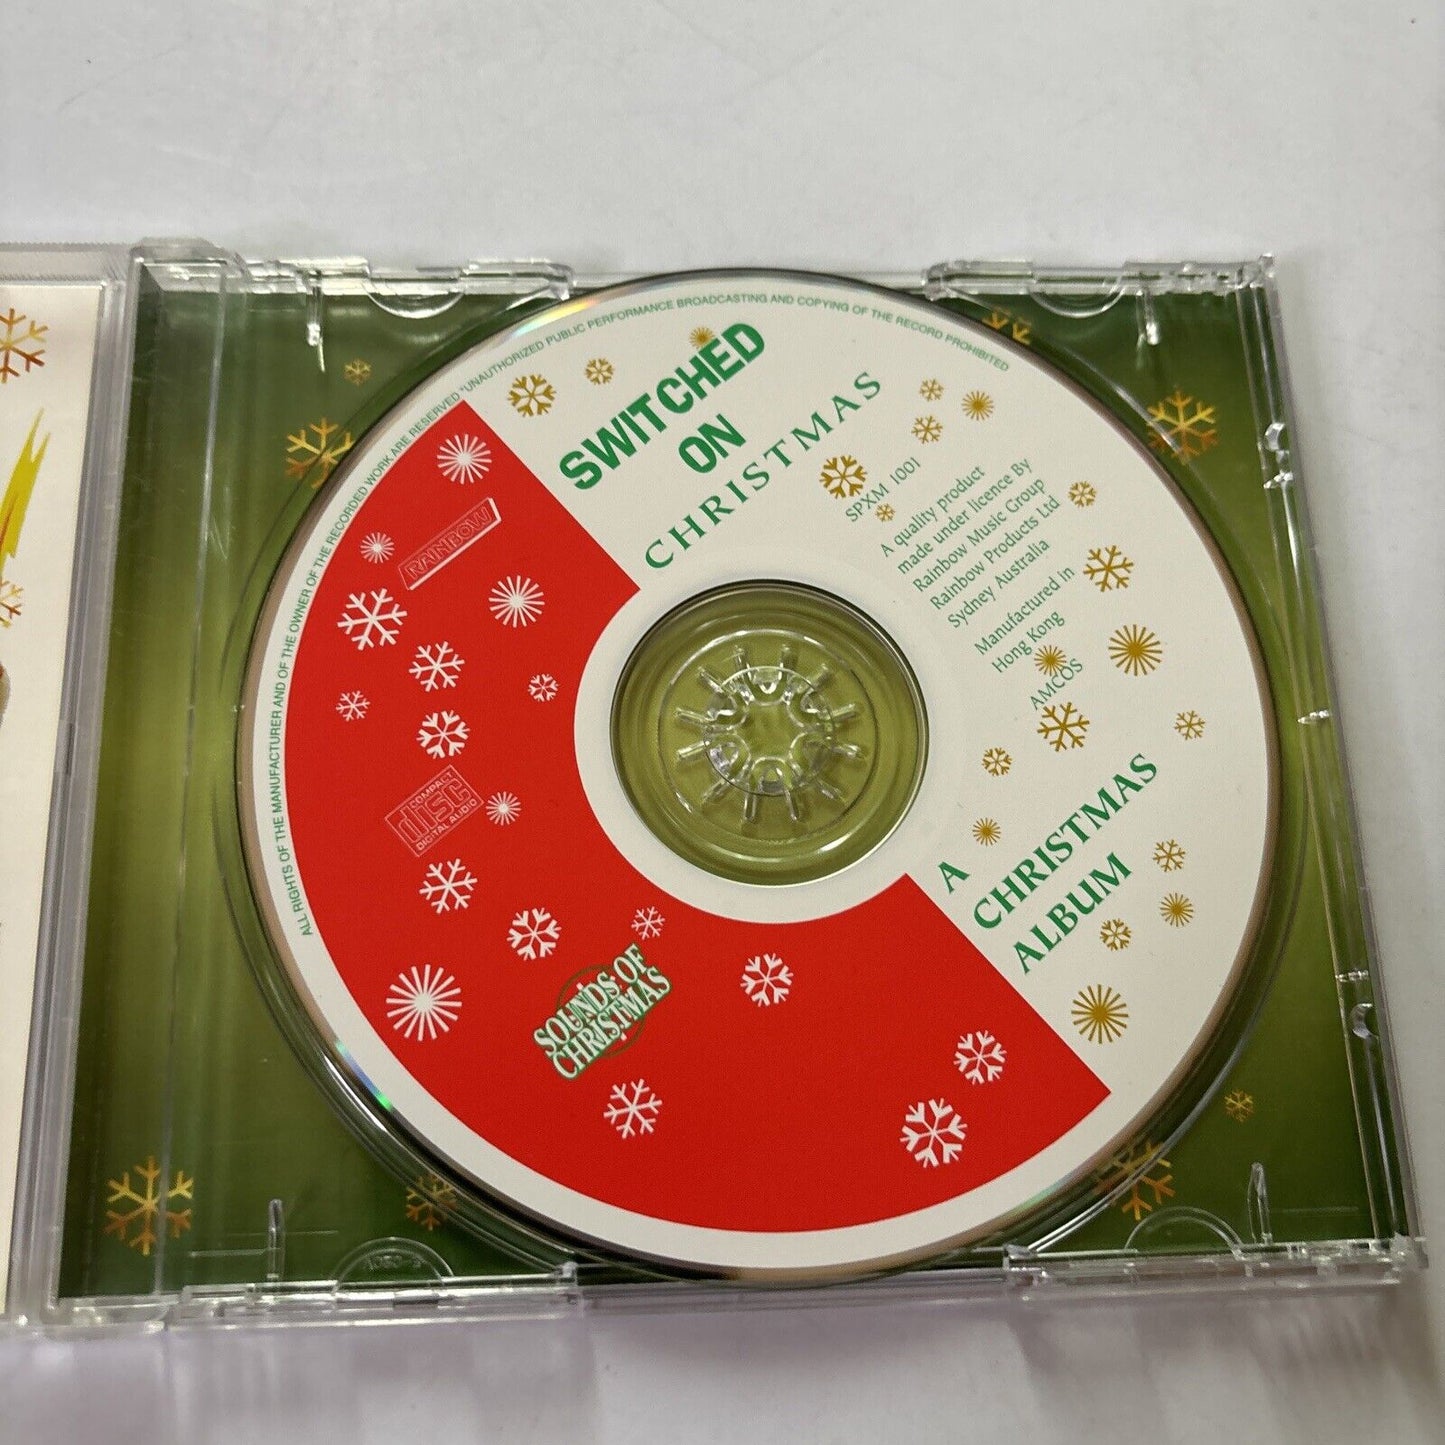 ALL RIGHTS OF THE MANUFACTURER AND OF THE OWNER OF THE RECORDED WORK ARE RESERVED "UNAUTHORIZED PUBLIC PERFORMANCE BROADCASTING AND COPYING OF THE RECORD PROHIBITED
SWITCHED
ON
CHRISTMAS
RAINBOW
SPXM 1001
A quality product
made under licence By
Rainbow Music Group
Rainbow Products Ltd
Sydney Australia
Manufactured in
Hong Kong
AMCOS
COMPACT
disc
DIGITAL AUDIO
A
CHRISTMAS
ALBUM
SOUNDS OF
CHRISTMAS